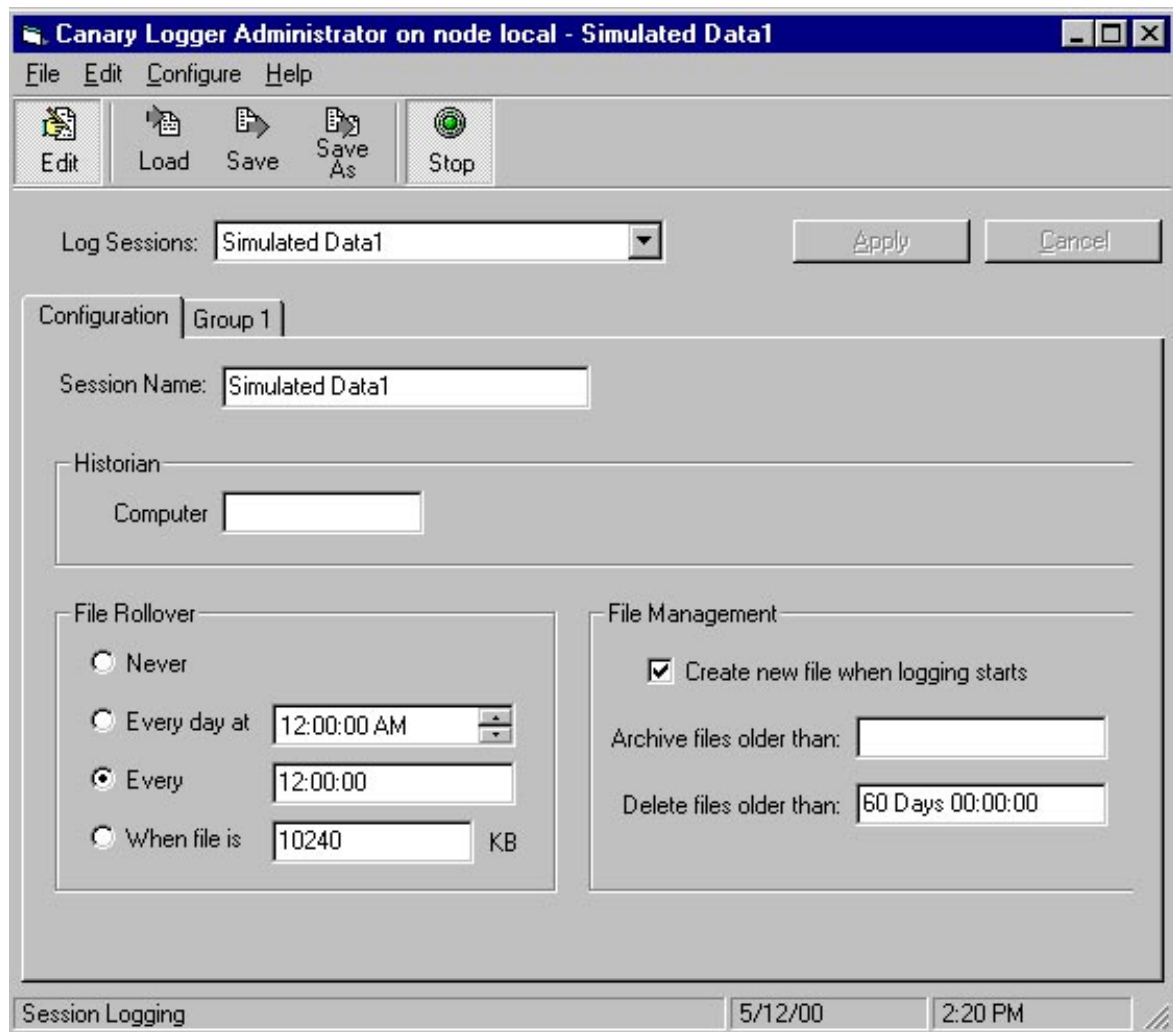 Canary Logger Administrator on node local - Simulated Data1
File Edit Configure Help
Edit Load Save Save As Stop
Log Sessions: Simulated Data1 Apply Cancel
Configuration Group 1
Session Name: Simulated Data1
Historian
Computer
File Rollover
Never
Every day at 12:00:00 AM
Every 12:00:00
When file is 10240 KB
File Management
Create new file when logging starts
Archive files older than:
Delete files older than: 60 Days 00:00:00
Session Logging 5/12/00 2:20 PM